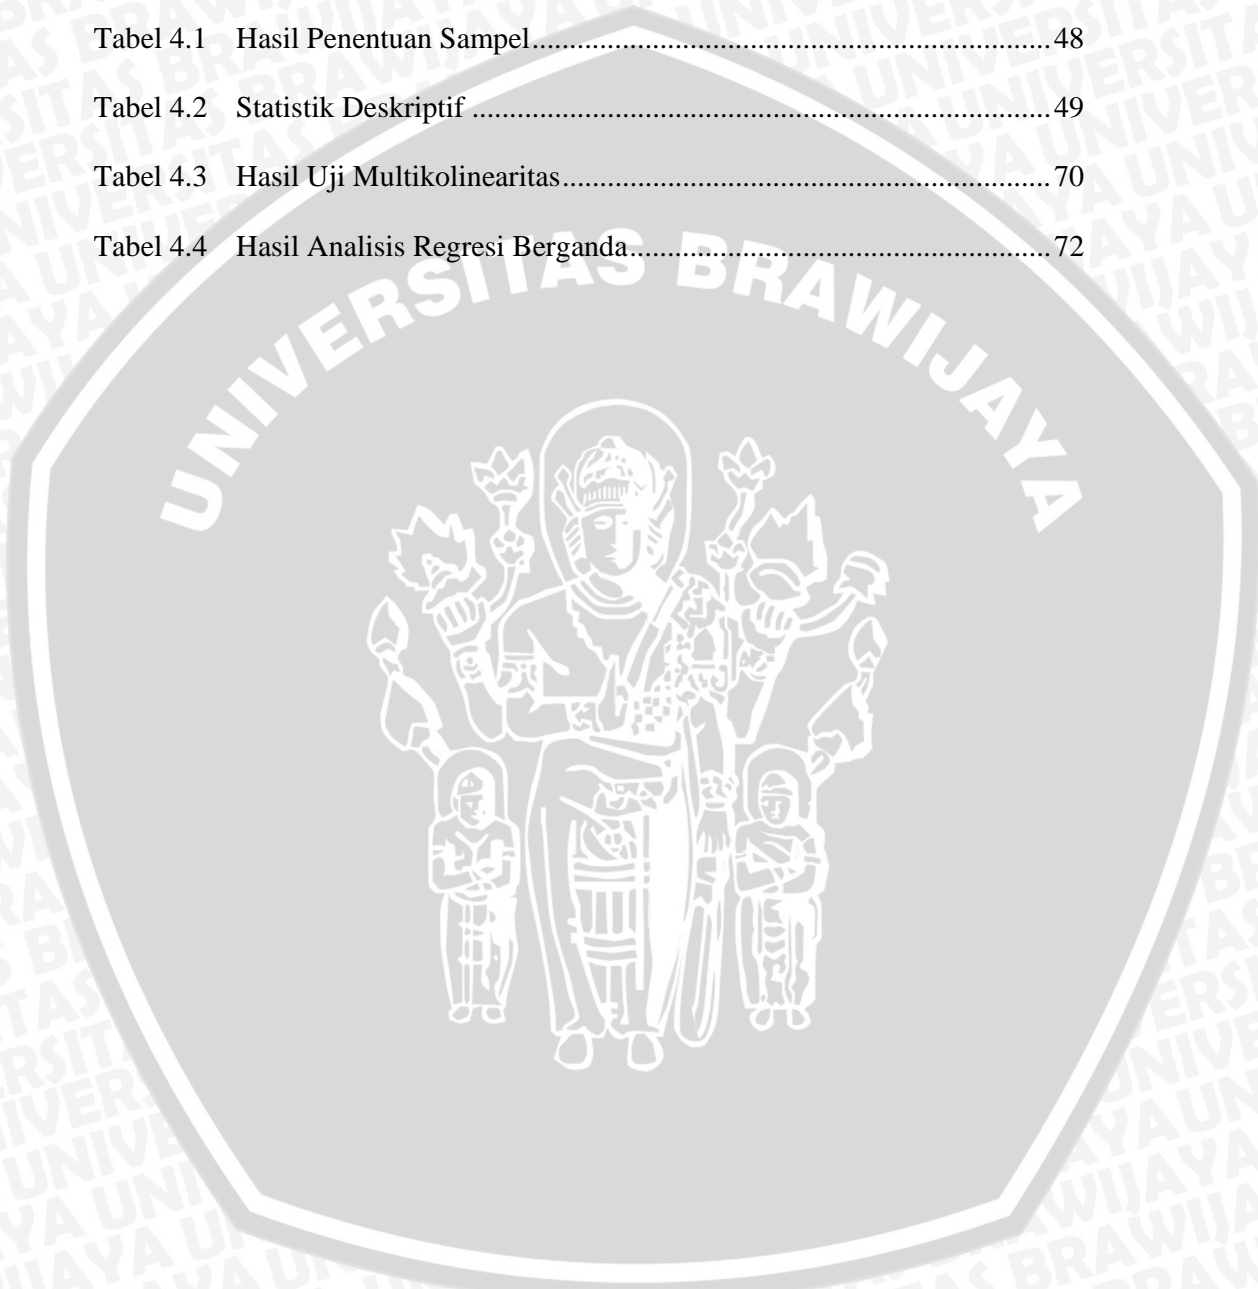 Tabel 4.1 Hasil Penentuan Sampel.....................................................................48
Tabel 4.2 Statistik Deskriptif .............................................................................49
Tabel 4.3 Hasil Uji Multikolinearitas.................................................................70
Tabel 4.4 Hasil Analisis Regresi Berganda........................................................72
UNIVERSITAS BRAWIJAYA